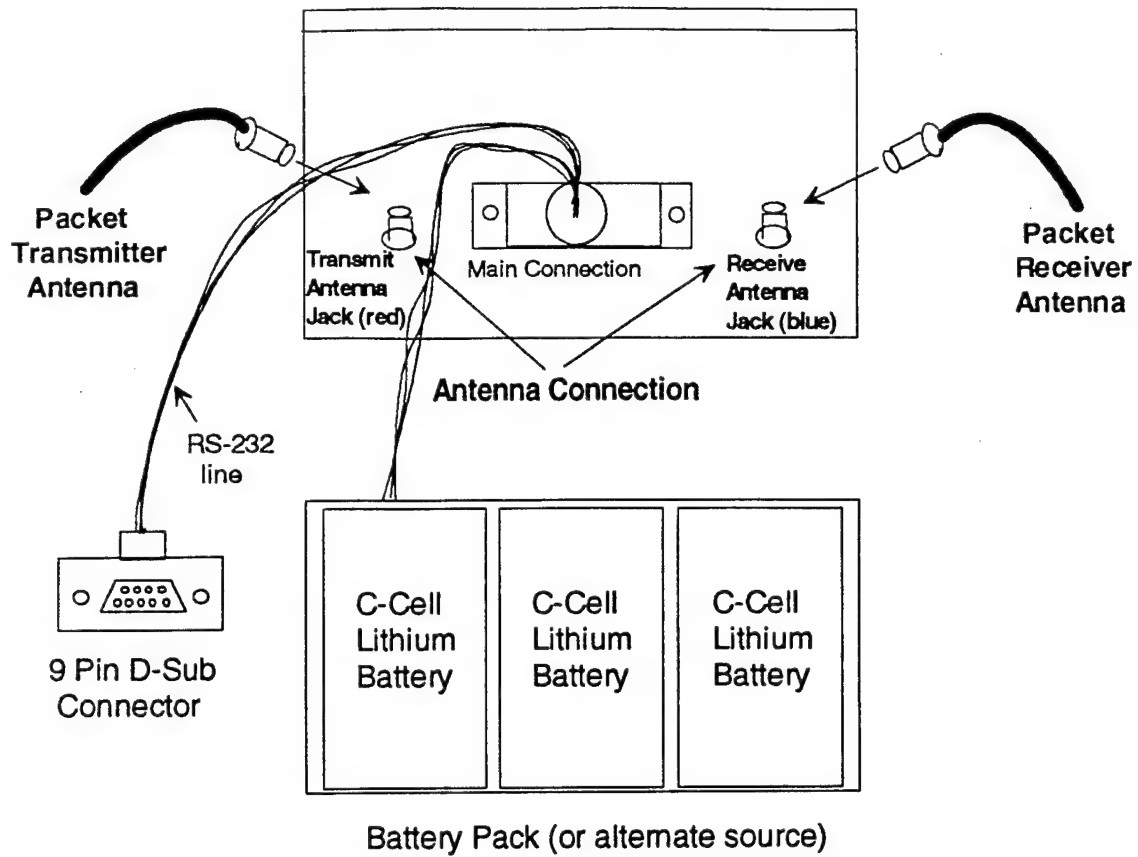 Packet
Transmitter
Antenna
Transmit
Antenna
Jack (red)
Main Connection
Receive
Antenna
Jack (blue)
Packet
Receiver
Antenna
Antenna Connection
RS-232
line
9 Pin D-Sub
Connector
C-Cell
Lithium
Battery
C-Cell
Lithium
Battery
C-Cell
Lithium
Battery
Battery Pack (or alternate source)